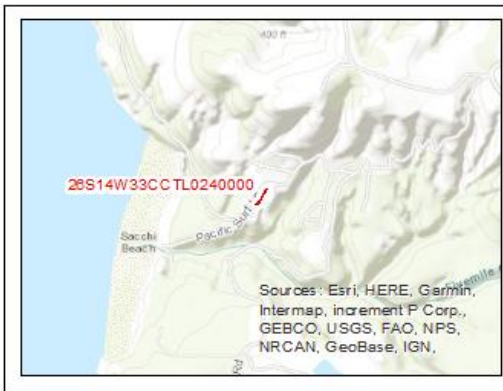 400 ft
26S14W33CCTL0240000
Pacific Surf
Sacchi
Beach
Rd
Sources: Esri, HERE, Garmin,
Intermap, increment P Corp.,
GEBCO, USGS, FAO, NPS,
NRCAN, GeoBase, IGN,